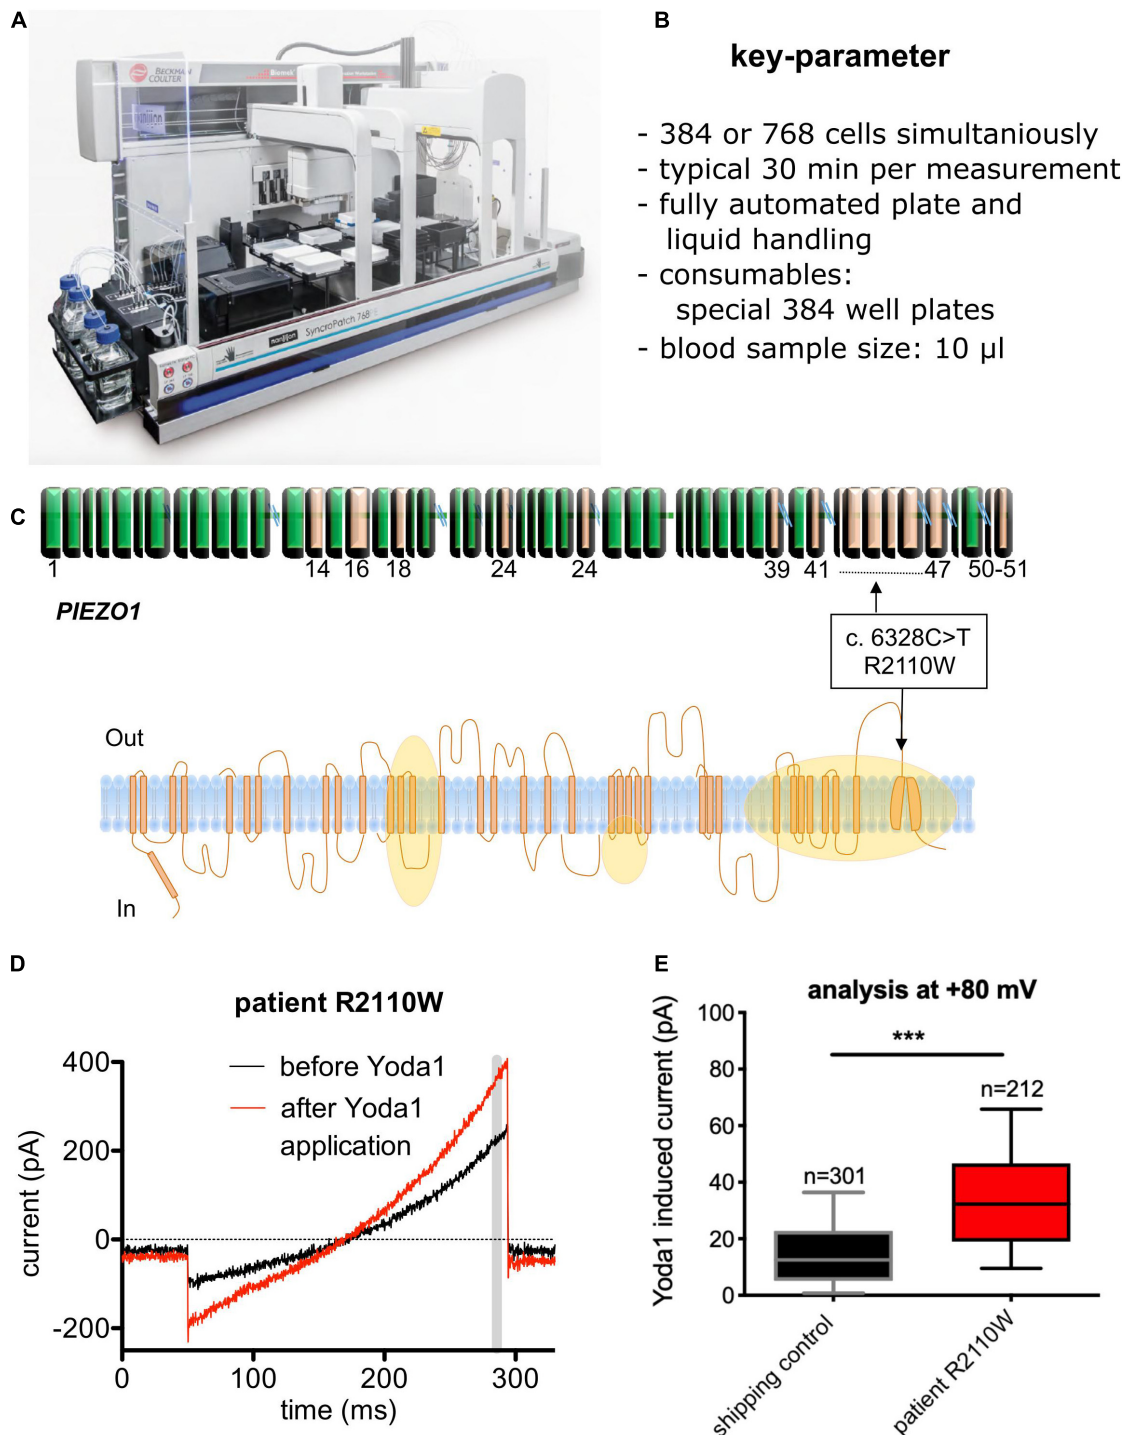 A
BECKMAN
COULTER
Biomek
nanion
SyncroPatch 768
B
key-parameter
- 384 or 768 cells simultaniously
- typical 30 min per measurement
- fully automated plate and
liquid handling
- consumables:
special 384 well plates
- blood sample size: 10 µl
C
1
14
16
18
24
24
39
41
47
50-51
PIEZO1
c. 6328C>T
R2110W
Out
In
D
patient R2110W
before Yoda1
after Yoda1
application
current (pA)
400
200
0
-200
0
100
200
300
time (ms)
E
analysis at +80 mV
Yoda1 induced current (pA)
100
80
60
40
20
0
***
n=301
n=212
shipping control
patient R2110W